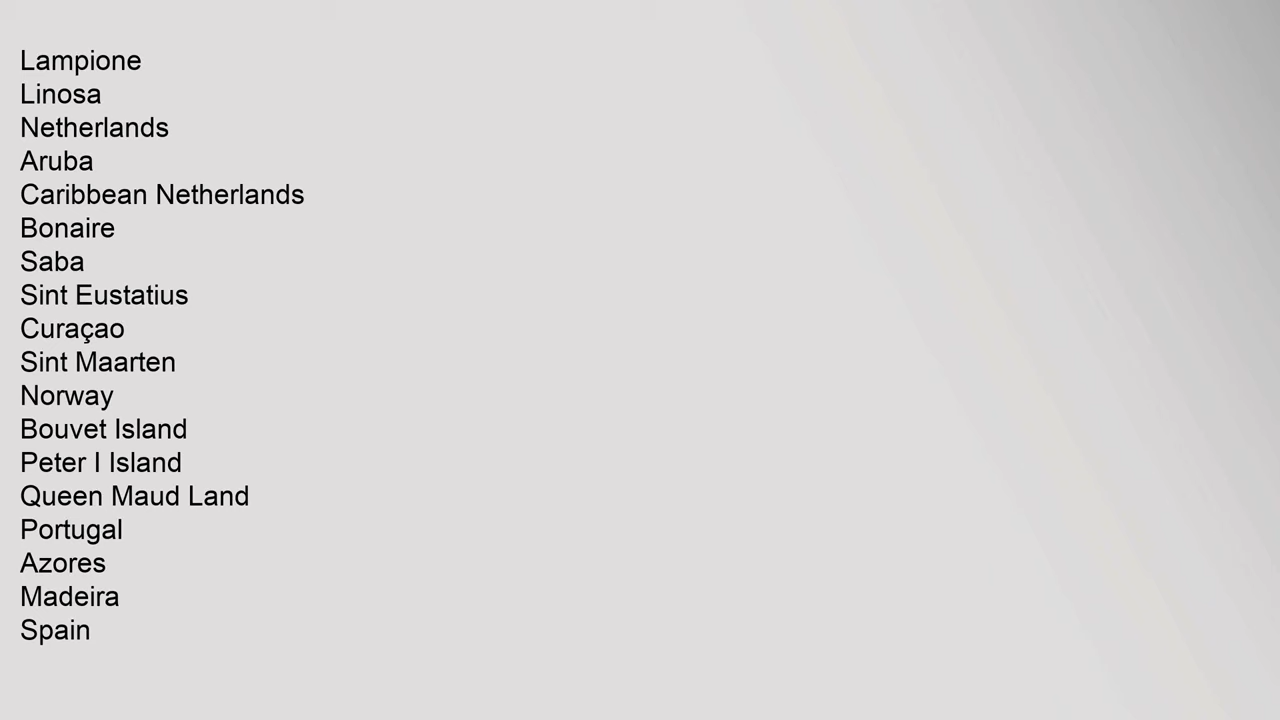 Lampione
Linosa
Netherlands
Aruba
Caribbean Netherlands
Bonaire
Saba
Sint Eustatius
Curaçao
Sint Maarten
Norway
Bouvet Island
Peter I Island
Queen Maud Land
Portugal
Azores
Madeira
Spain